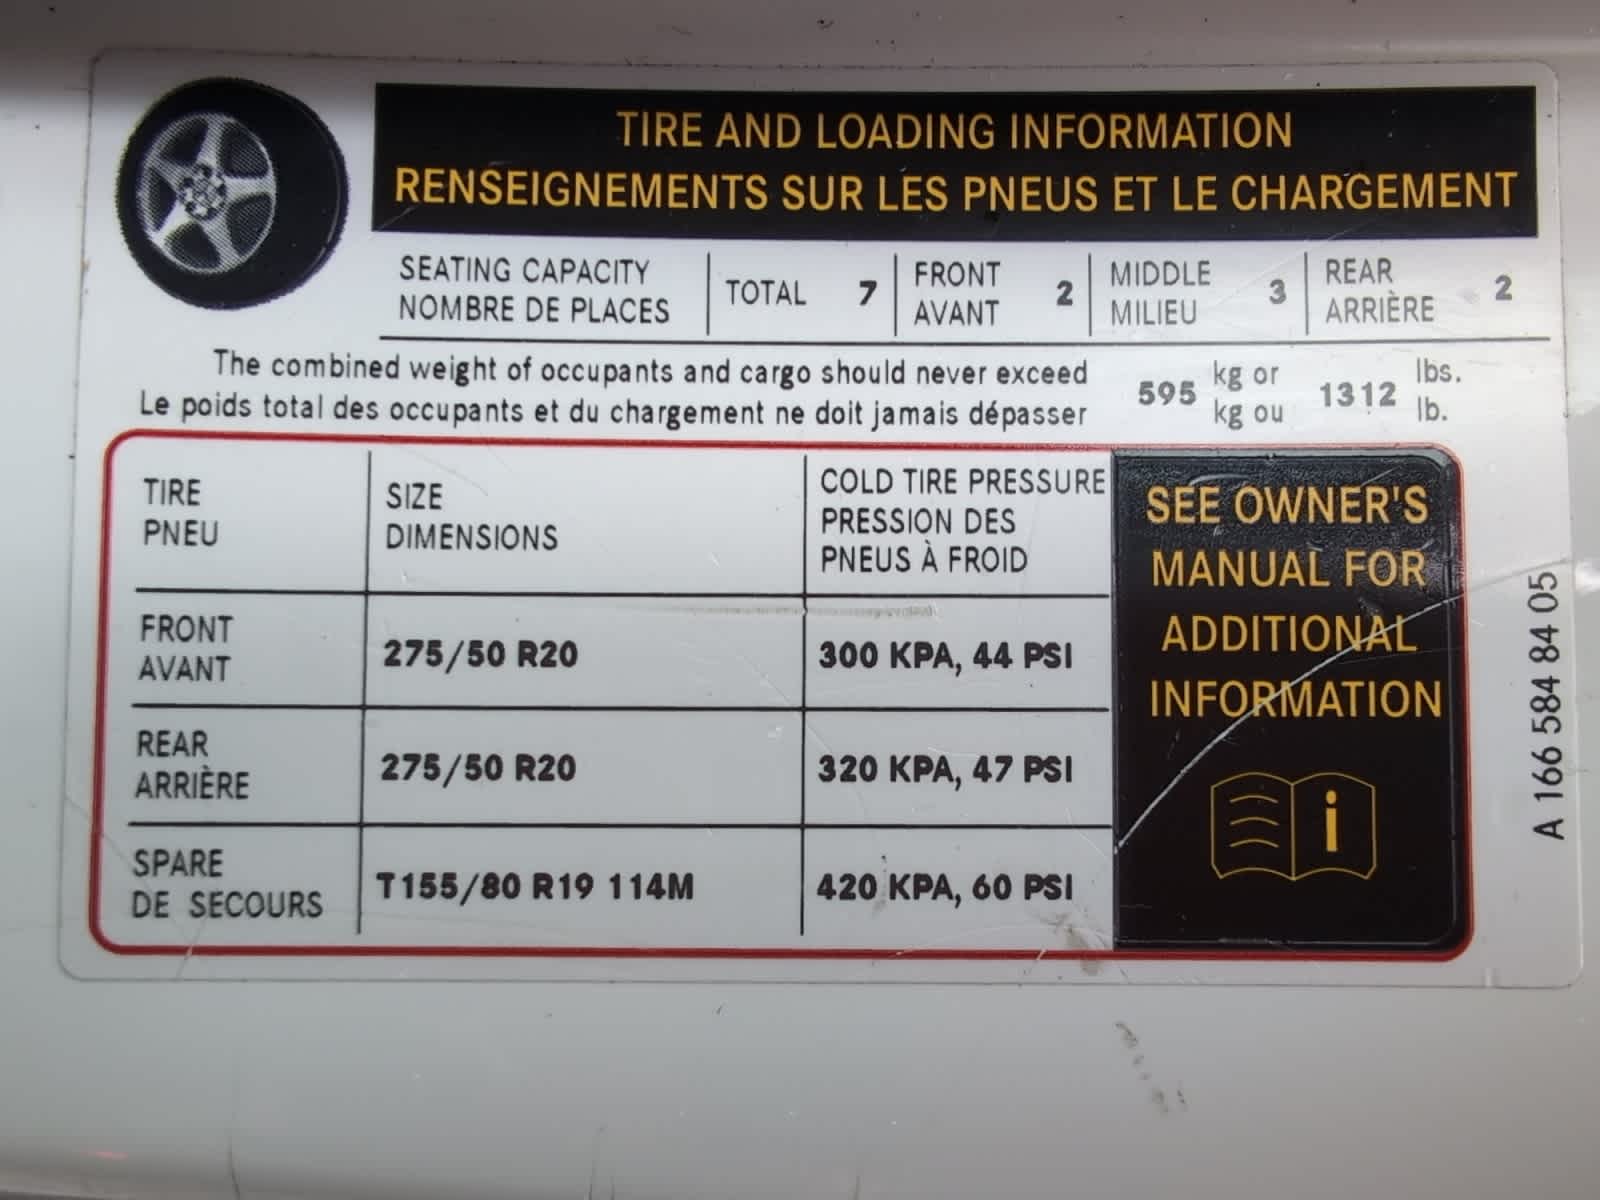 TIRE AND LOADING INFORMATION
RENSEIGNEMENTS SUR LES PNEUS ET LE CHARGEMENT
SEATING CAPACITY
NOMBRE DE PLACES
TOTAL 7
FRONT
AVANT
2
MIDDLE
MILIEU
3
REAR
ARRIÈRE
2
The combined weight of occupants and cargo should never exceed
Le poids total des occupants et du chargement ne doit jamais dépasser
595
kg or
kg ou
1312
lbs.
lb.
TIRE
PNEU
SIZE
DIMENSIONS
COLD TIRE PRESSURE
PRESSION DES
PNEUS À FROID
FRONT
AVANT
275/50 R20
300 KPA, 44 PSI
REAR
ARRIÈRE
275/50 R20
320 KPA, 47 PSI
SPARE
DE SECOURS
T155/80 R19 114M
420 KPA, 60 PSI
SEE OWNER'S
MANUAL FOR
ADDITIONAL
INFORMATION
i
A 166 584 84 05